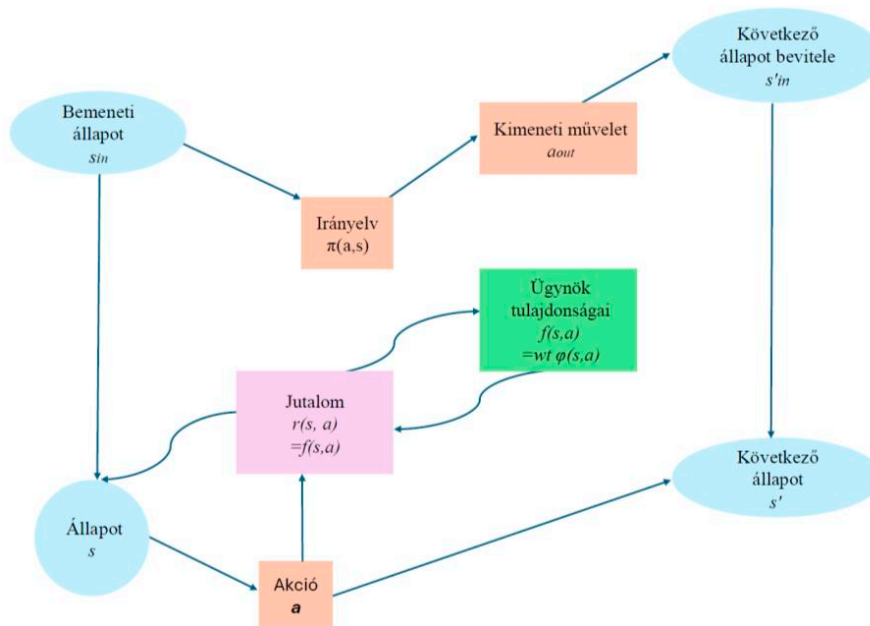 Következő
állapot bevitele
s'in
Bemeneti
állapot
sin
Kimeneti művelet
aout
Irányelv
π(a,s)
Ügynök
tulajdonságai
f(s,a)
=wt φ(s,a)
Jutalom
r(s, a)
=f(s,a)
Következő
állapot
s'
Állapot
s
Akció
a